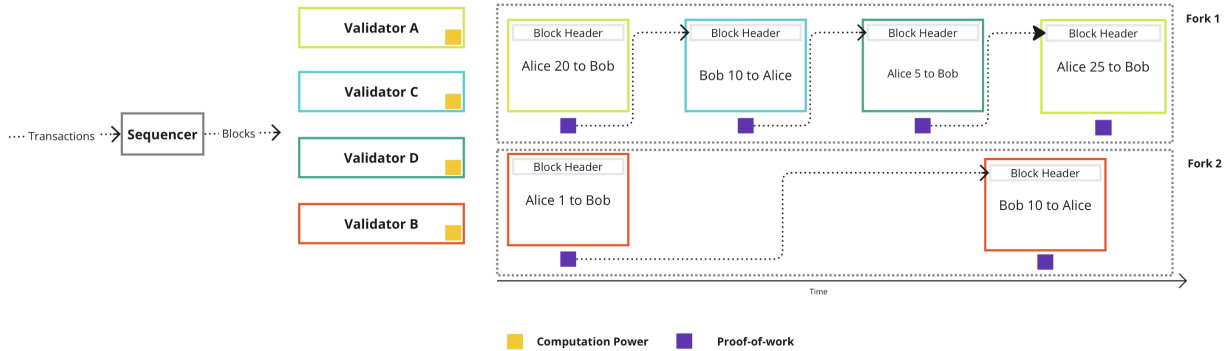 Transactions
Sequencer
Blocks
Validator A
Validator C
Validator D
Validator B
Fork 1
Block Header
Alice 20 to Bob
Block Header
Bob 10 to Alice
Block Header
Alice 5 to Bob
Block Header
Alice 25 to Bob
Fork 2
Block Header
Alice 1 to Bob
Block Header
Bob 10 to Alice
Time
Computation Power
Proof-of-work